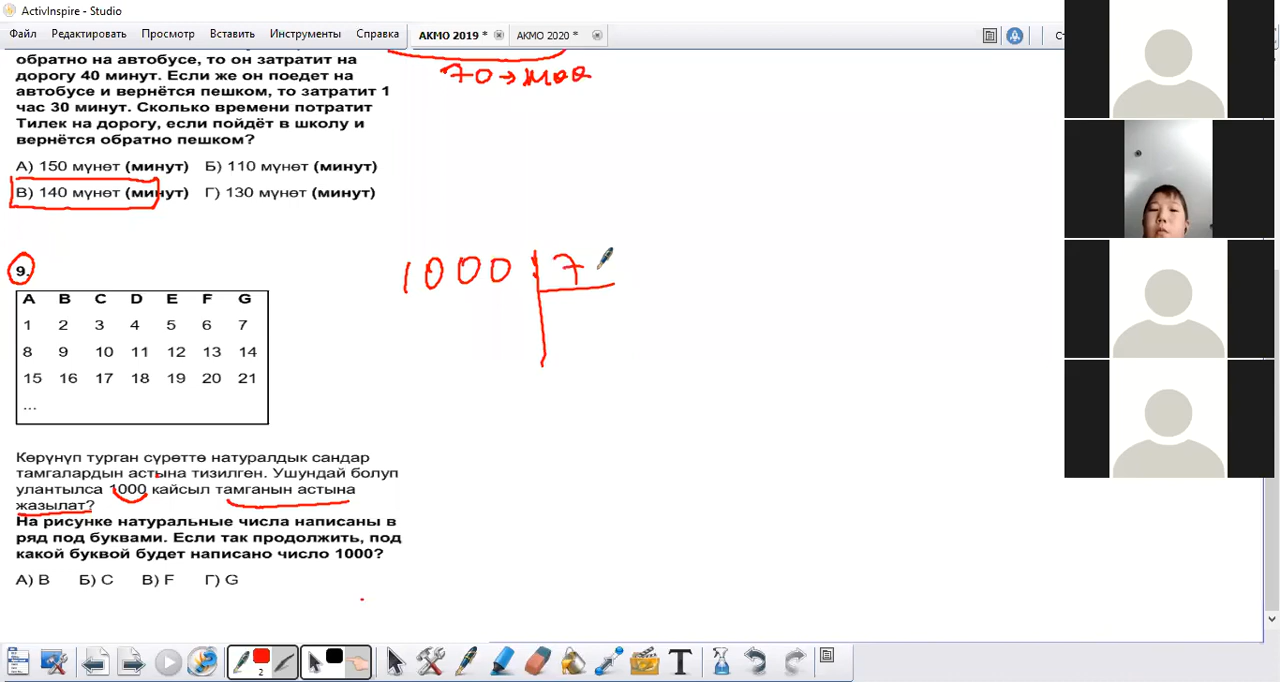 ActivInspire - Studio
Файл Редактировать Просмотр Вставить Инструменты Справка АКМО 2019 * АКМО 2020 *
70→моо
обратно на автобусе, то он затратит на
дорогу 40 минут. Если же он поедет на
автобусе и вернётся пешком, то затратит 1
час 30 минут. Сколько времени потратит
Тилек на дорогу, если пойдёт в школу и
вернётся обратно пешком?
А) 150 мүнөт (минут) Б) 110 мүнөт (минут)
В) 140 мүнөт (минут) Г) 130 мүнөт (минут)
1000 7
9.
A B C D E F G
1 2 3 4 5 6 7
8 9 10 11 12 13 14
15 16 17 18 19 20 21
...
Көрүнүп турган сүрөттө натуралдык сандар
тамгалардын астына тизилген. Ушундай болуп
улантылса 1000 кайсыл тамганын астына
жазылат?
На рисунке натуральные числа написаны в
ряд под буквами. Если так продолжить, под
какой буквой будет написано число 1000?
А) B Б) C В) F Г) G
2